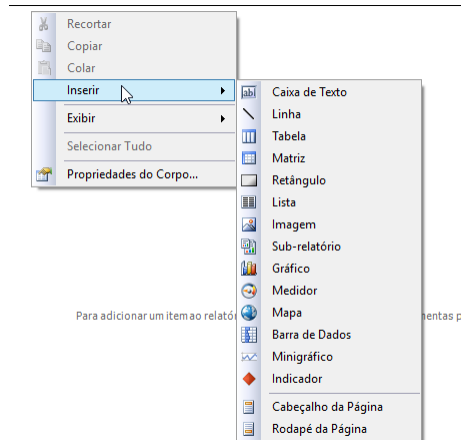 Recortar
Copiar
Colar
Inserir
Exibir
Selecionar Tudo
Propriedades do Corpo...
Caixa de Texto
Linha
Tabela
Matriz
Retângulo
Lista
Imagem
Sub-relatório
Gráfico
Medidor
Mapa
Barra de Dados
Minigráfico
Indicador
Cabeçalho da Página
Rodapé da Página
Para adicionar um item ao